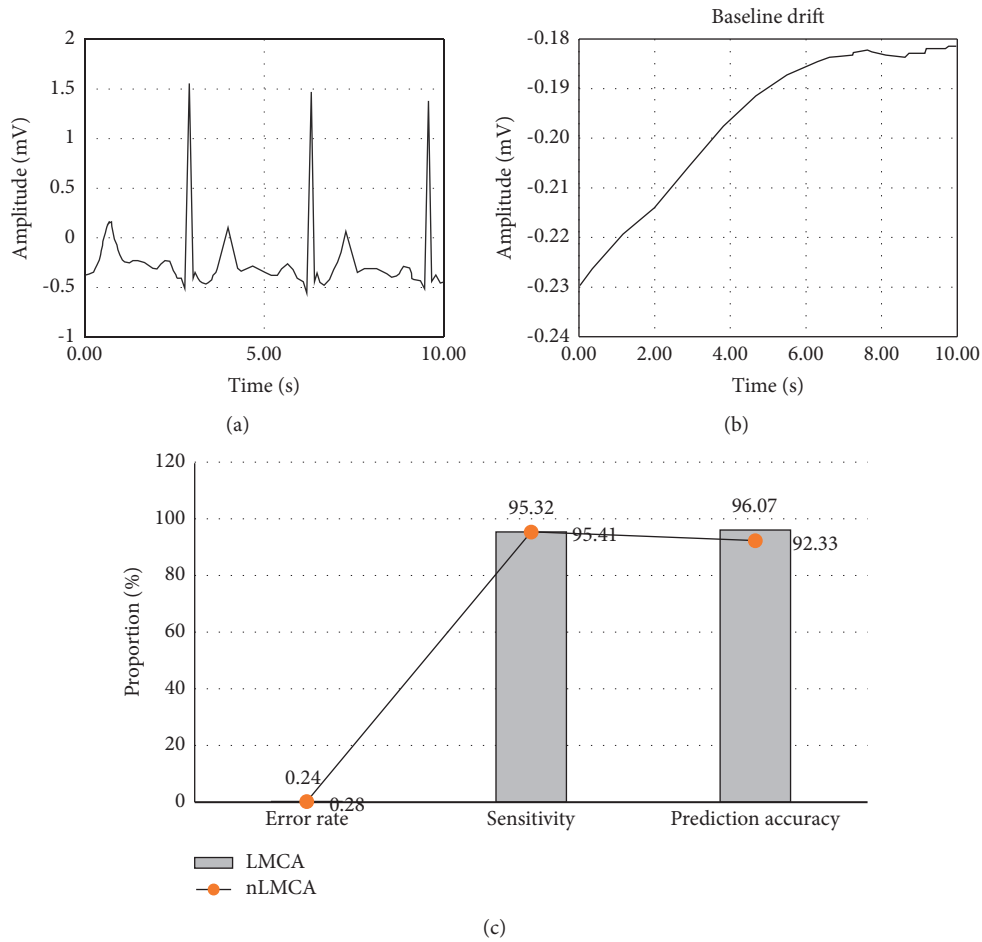 2
1.5
1
0.5
0
-0.5
-1
Amplitude (mV)
0.00 5.00 10.00
Time (s)
(a)
Baseline drift
-0.18
-0.19
-0.20
-0.21
-0.22
-0.23
-0.24
Amplitude (mV)
0.00 2.00 4.00 6.00 8.00 10.00
Time (s)
(b)
120
100
80
60
40
20
0
Proportion (%)
0.24
0.28
95.32
95.41
96.07
92.33
Error rate Sensitivity Prediction accuracy
LMCA
nLMCA
(c)